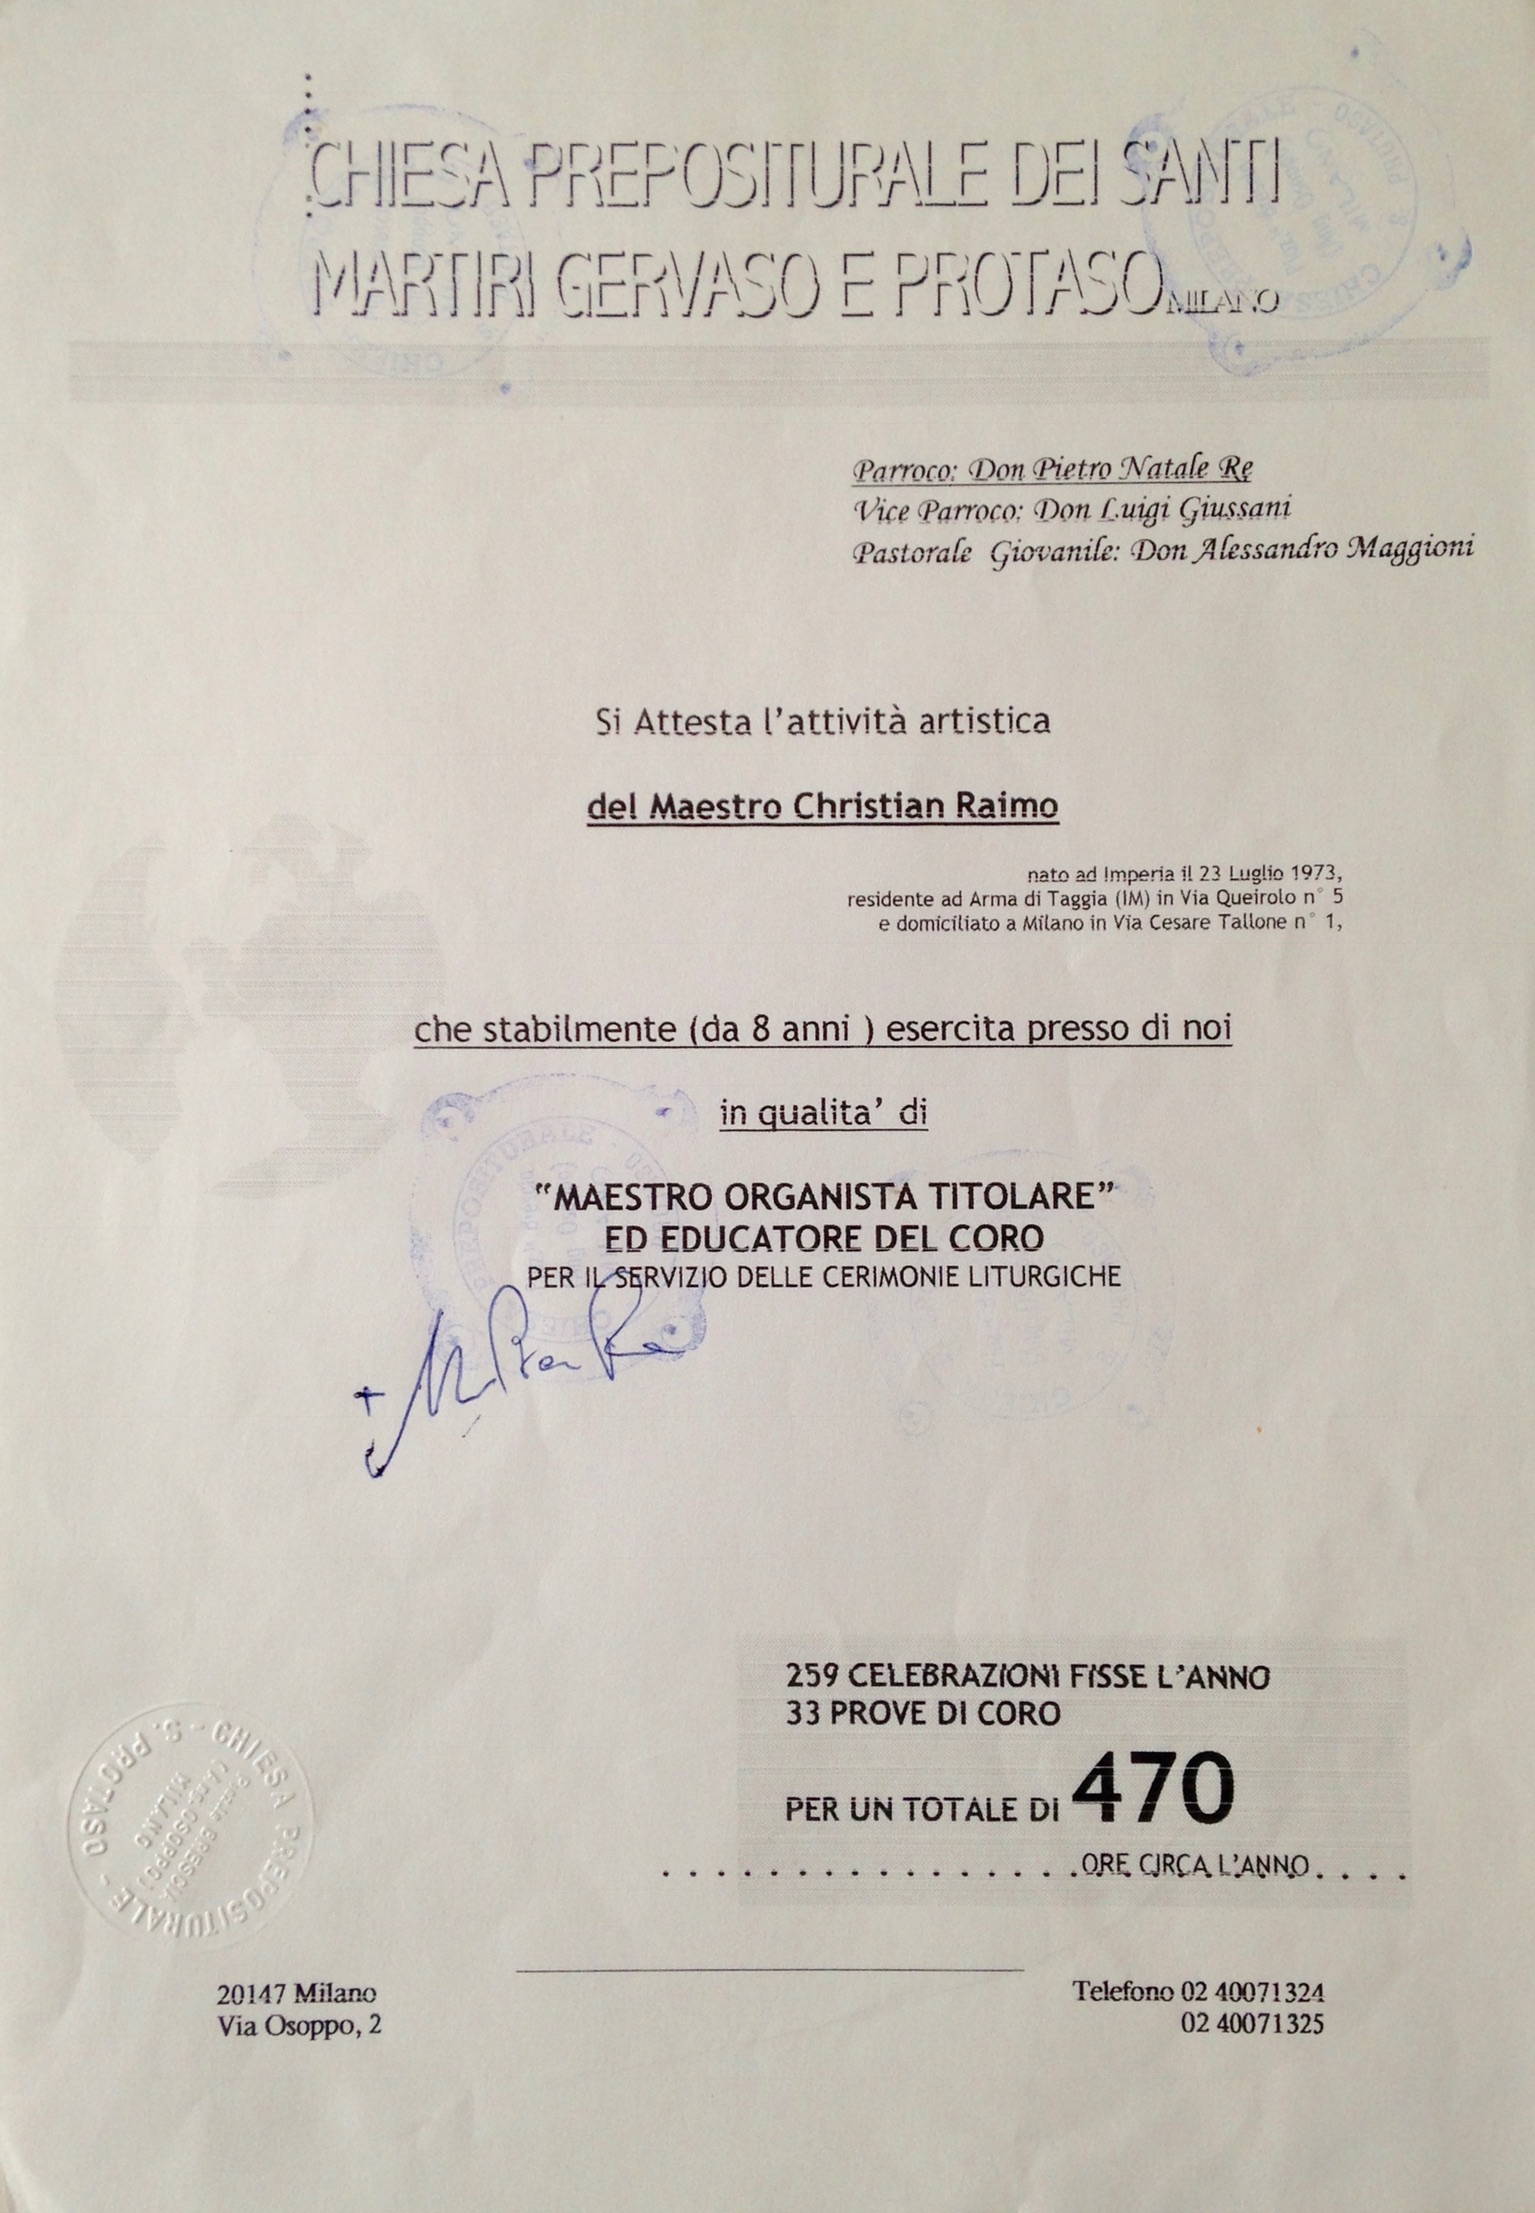 CHIESA PREPOSITURALE DEI SANTI
MARTIRI GERVASO E PROTASO MILANO
Parroco: Don Pietro Natale Re
Vice Parroco: Don Luigi Giussani
Pastorale Giovanile: Don Alessandro Maggioni
Si Attesta l'attività artistica
del Maestro Christian Raimo
nato ad Imperia il 23 Luglio 1973,
residente ad Arma di Taggia (IM) in Via Queirolo n° 5
e domiciliato a Milano in Via Cesare Tallone n° 1,
che stabilmente (da 8 anni ) esercita presso di noi
in qualita' di
"MAESTRO ORGANISTA TITOLARE"
ED EDUCATORE DEL CORO
PER IL SERVIZIO DELLE CERIMONIE LITURGICHE
259 CELEBRAZIONI FISSE L'ANNO
33 PROVE DI CORO
PER UN TOTALE DI 470
ORE CIRCA L'ANNO
CHIESA PREPOSITURALE - S. PROTASO -
MILANO
20147 Milano
Via Osoppo, 2
Telefono 02 40071324
02 40071325